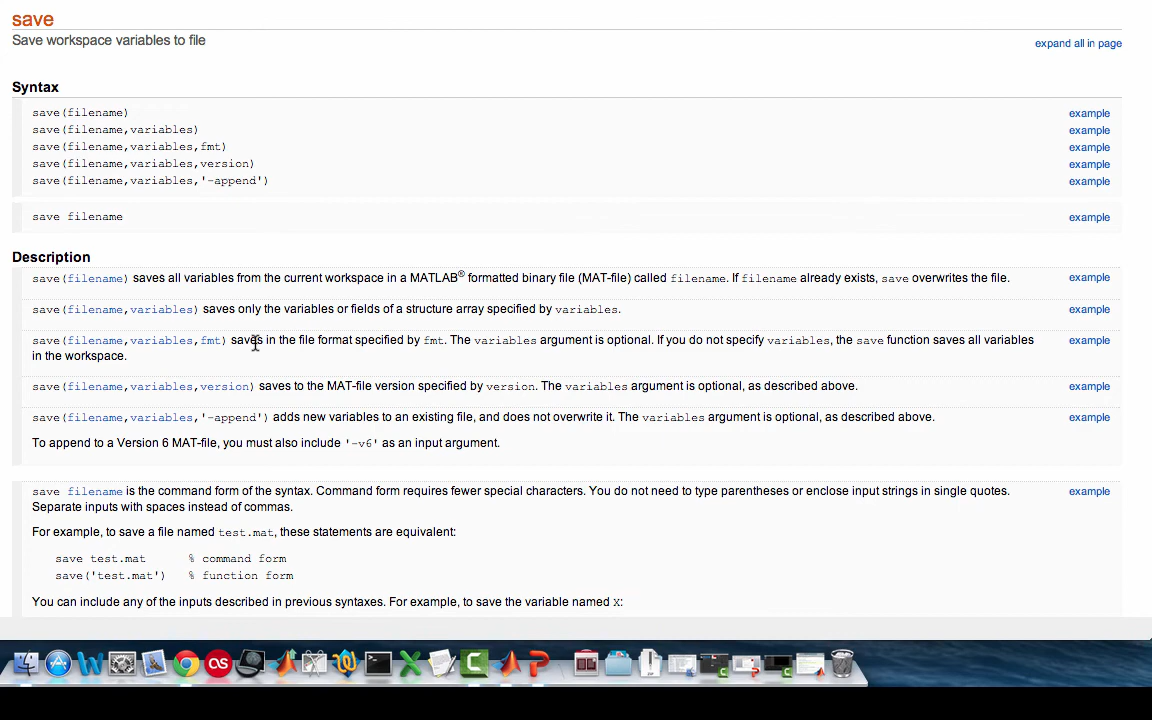 save
Save workspace variables to file
expand all in page
Syntax
save(filename) example
save(filename,variables) example
save(filename,variables,fmt) example
save(filename,variables,version) example
save(filename,variables,'-append') example
save filename example
Description
save(filename) saves all variables from the current workspace in a MATLAB® formatted binary file (MAT-file) called filename. If filename already exists, save overwrites the file. example
save(filename,variables) saves only the variables or fields of a structure array specified by variables. example
save(filename,variables,fmt) saves in the file format specified by fmt. The variables argument is optional. If you do not specify variables, the save function saves all variables example
in the workspace.
save(filename,variables,version) saves to the MAT-file version specified by version. The variables argument is optional, as described above. example
save(filename,variables,'-append') adds new variables to an existing file, and does not overwrite it. The variables argument is optional, as described above. example
To append to a Version 6 MAT-file, you must also include '-v6' as an input argument.
save filename is the command form of the syntax. Command form requires fewer special characters. You do not need to type parentheses or enclose input strings in single quotes. example
Separate inputs with spaces instead of commas.
For example, to save a file named test.mat, these statements are equivalent:
save test.mat % command form
save('test.mat') % function form
You can include any of the inputs described in previous syntaxes. For example, to save the variable named X: